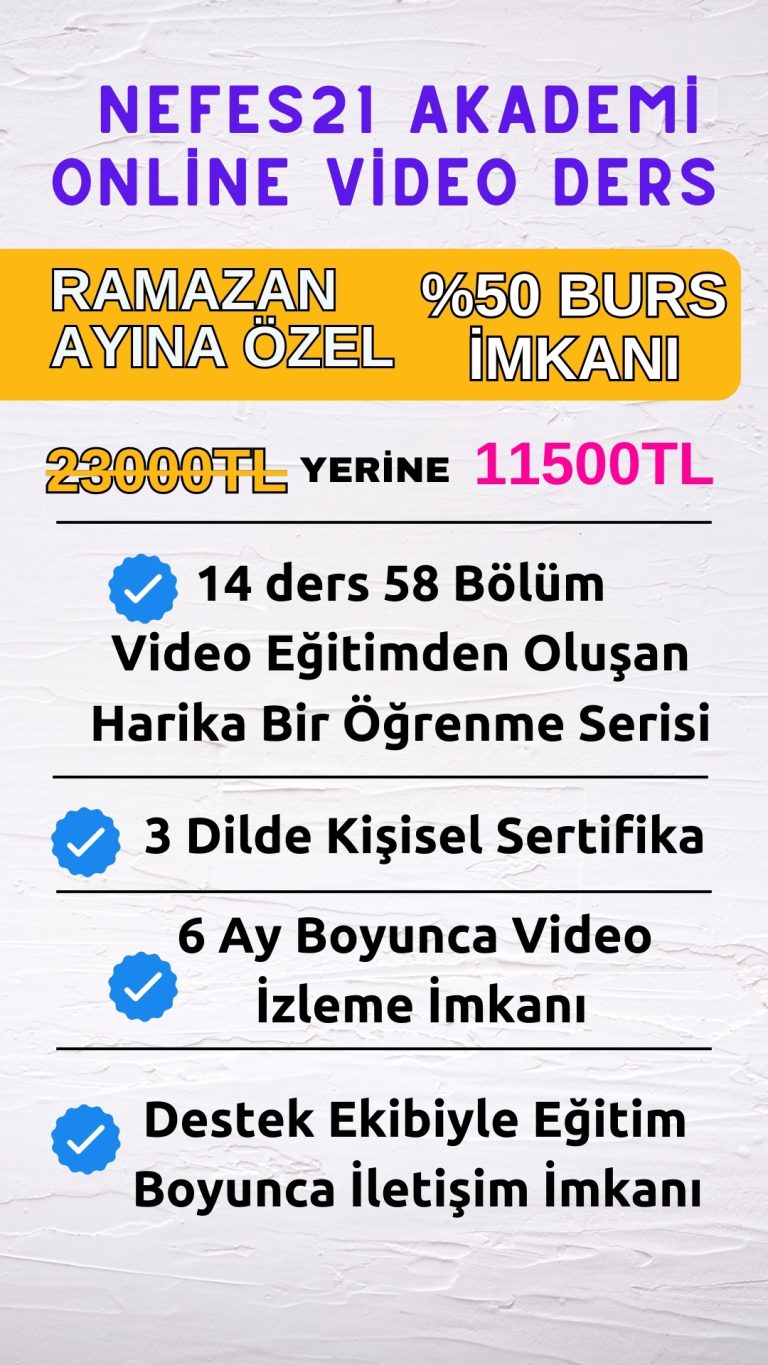 NEFES21 AKADEMİ
ONLİNE VİDEO DERS
RAMAZAN
AYINA ÖZEL
%50 BURS
İMKANI
23000TL YERİNE 11500TL
14 ders 58 Bölüm
Video Eğitimden Oluşan
Harika Bir Öğrenme Serisi
3 Dilde Kişisel Sertifika
6 Ay Boyunca Video
İzleme İmkanı
Destek Ekibiyle Eğitim
Boyunca İletişim İmkanı